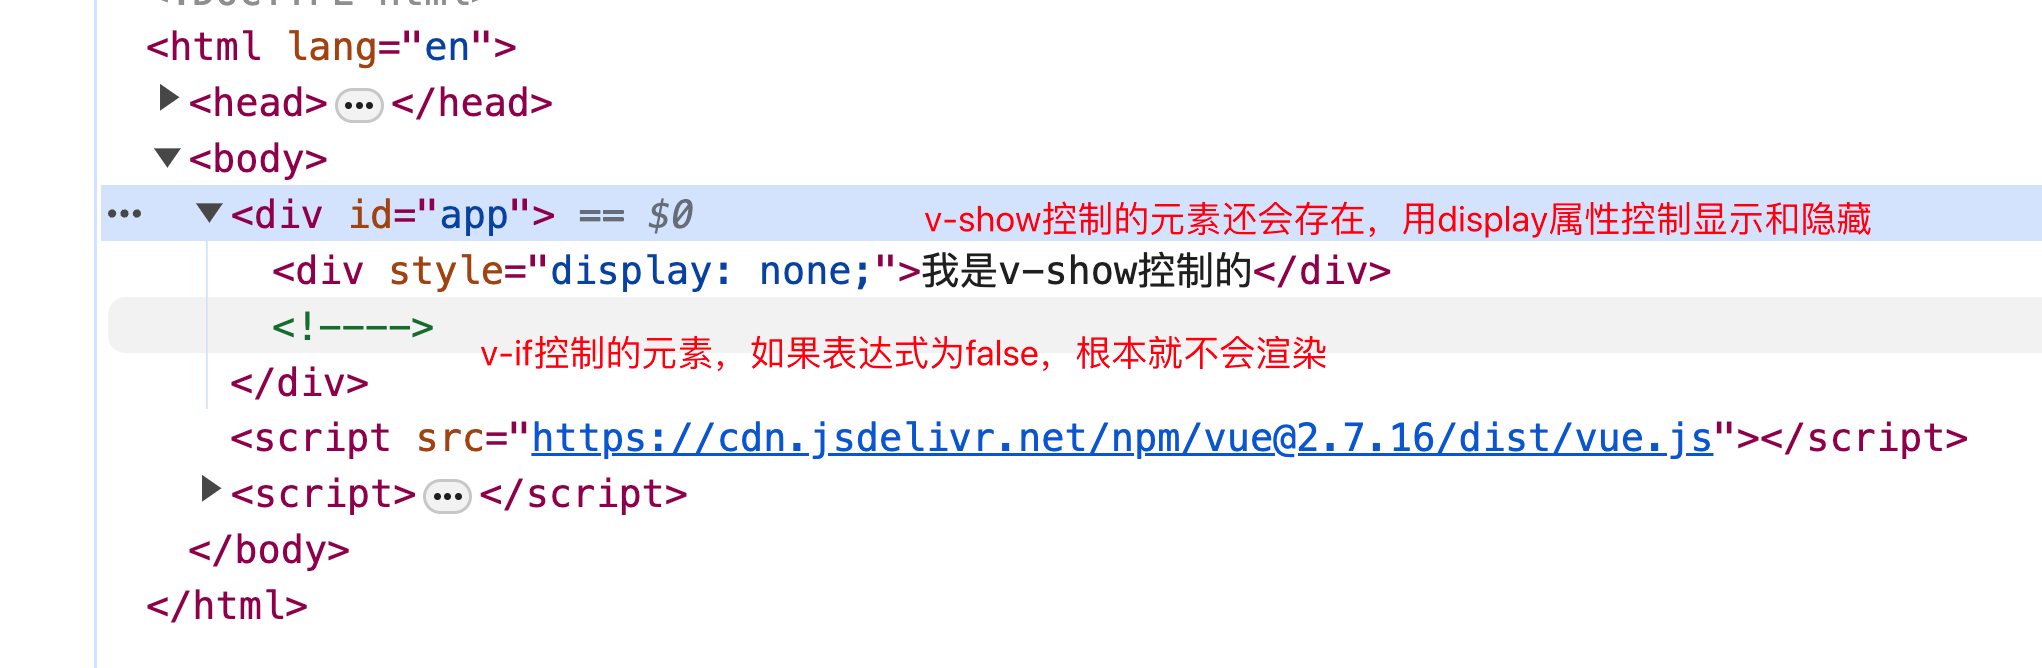 <!DOCTYPE html>
<html lang="en">
<head> ••• </head>
<body>
••• <div id="app"> == $0 v-show控制的元素还会存在，用display属性控制显示和隐藏
<div style="display: none;">我是v-show控制的</div>
<!---->
v-if控制的元素，如果表达式为false，根本就不会渲染
</div>
<script src="https://cdn.jsdelivr.net/npm/vue@2.7.16/dist/vue.js"></script>
<script> ••• </script>
</body>
</html>